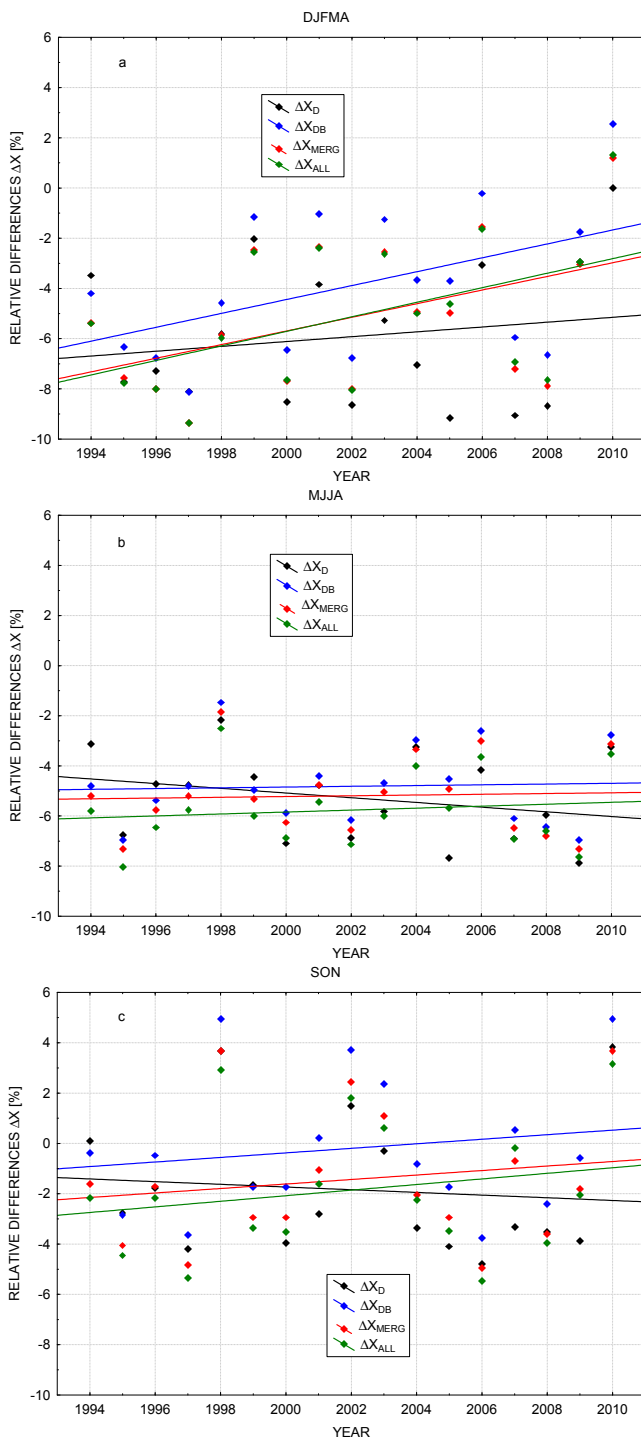 DJFMA
a
ΔX_D
ΔX_DB
ΔX_MERG
ΔX_ALL
RELATIVE DIFFERENCES ΔX [%]
6
4
2
0
-2
-4
-6
-8
-10
1994 1996 1998 2000 2002 2004 2006 2008 2010
YEAR
MJJA
b
ΔX_D
ΔX_DB
ΔX_MERG
ΔX_ALL
RELATIVE DIFFERENCES ΔX [%]
6
4
2
0
-2
-4
-6
-8
-10
1994 1996 1998 2000 2002 2004 2006 2008 2010
YEAR
SON
c
RELATIVE DIFFERENCES ΔX [%]
6
4
2
0
-2
-4
-6
-8
-10
ΔX_D
ΔX_DB
ΔX_MERG
ΔX_ALL
1994 1996 1998 2000 2002 2004 2006 2008 2010
YEAR